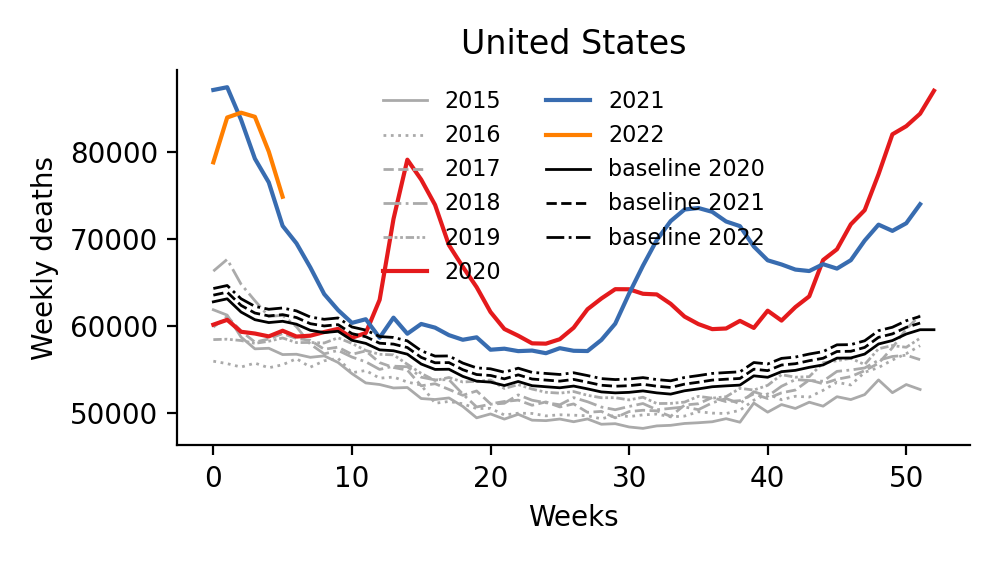 United States
Weekly deaths
80000
70000
60000
50000
2015
2016
2017
2018
2019
2020
2021
2022
baseline 2020
baseline 2021
baseline 2022
0 10 20 30 40 50
Weeks